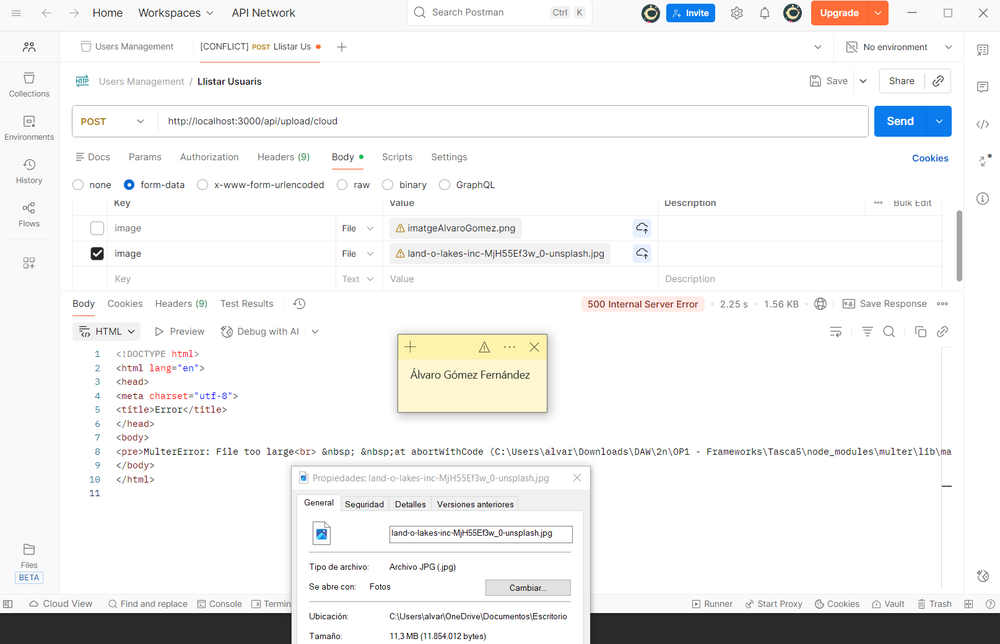 Home Workspaces API Network Search Postman Ctrl K Invite Upgrade
Users Management [CONFLICT] POST Llistar Us No environment
HTTP Users Management / Llistar Usuaris Save Share
Collections
Environments
History
Flows
POST http://localhost:3000/api/upload/cloud Send
Docs Params Authorization Headers (9) Body Scripts Settings Cookies
none form-data x-www-form-urlencoded raw binary GraphQL
Key Value Description Bulk Edit
image File imatgeAlvaroGomez.png
image File land-o-lakes-inc-MjH55Ef3w_0-unsplash.jpg
Key Text Value Description
Body Cookies Headers (9) Test Results 500 Internal Server Error 2.25 s 1.56 KB e.g. Save Response
HTML Preview Debug with AI
1 <!DOCTYPE html>
2 <html lang="en">
3 <head>
4 <meta charset="utf-8">
5 <title>Error</title>
6 </head>
7 <body>
8 <pre>MulterError: File too large<br> &nbsp; &nbsp;at abortWithCode (C:\Users\alvar\Downloads\DAW\2n\OP1 - Frameworks\Tasca5\node_modules\multer\lib\ma
9 </body>
10 </html>
11
Álvaro Gómez Fernández
Propiedades: land-o-lakes-inc-MjH55Ef3w_0-unsplash.jpg
General Seguridad Detalles Versiones anteriores
land-o-lakes-inc-MjH55Ef3w_0-unsplash.jpg
Tipo de archivo: Archivo JPG (.jpg)
Se abre con: Fotos Cambiar...
Ubicación: C:\Users\alvar\OneDrive\Documentos\Escritorio
Tamaño: 11,3 MB (11.854.012 bytes)
Files
BETA
Cloud View Find and replace Console Termin
Runner Start Proxy Cookies Vault Trash